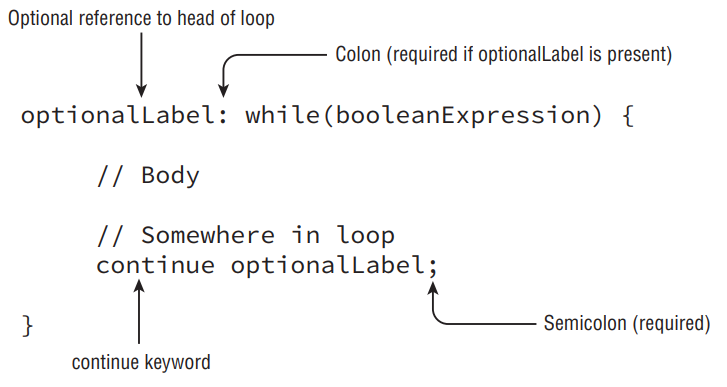 Optional reference to head of loop
Colon (required if optionalLabel is present)
optionalLabel: while(booleanExpression) {
// Body
// Somewhere in loop
continue optionalLabel;
}
Semicolon (required)
continue keyword